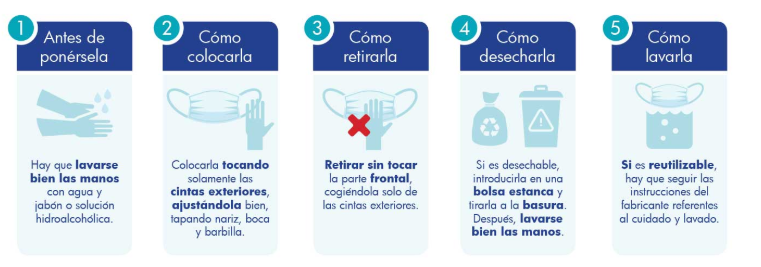 1
Antes de
ponérsela
Hay que lavarse
bien las manos
con agua y
jabón o solución
hidroalcohólica.
2
Cómo
colocarla
Colocarla tocando
solamente las
cintas exteriores,
ajustándola bien,
tapando nariz, boca
y barbilla.
3
Cómo
retirarla
Retirar sin tocar
la parte frontal,
cogiéndola solo de
las cintas exteriores.
4
Cómo
desecharla
Si es desechable,
introducirla en una
bolsa estanca y
tirarla a la basura.
Después, lavarse
bien las manos.
5
Cómo
lavarla
Si es reutilizable,
hay que seguir las
instrucciones del
fabricante referentes
al cuidado y lavado.